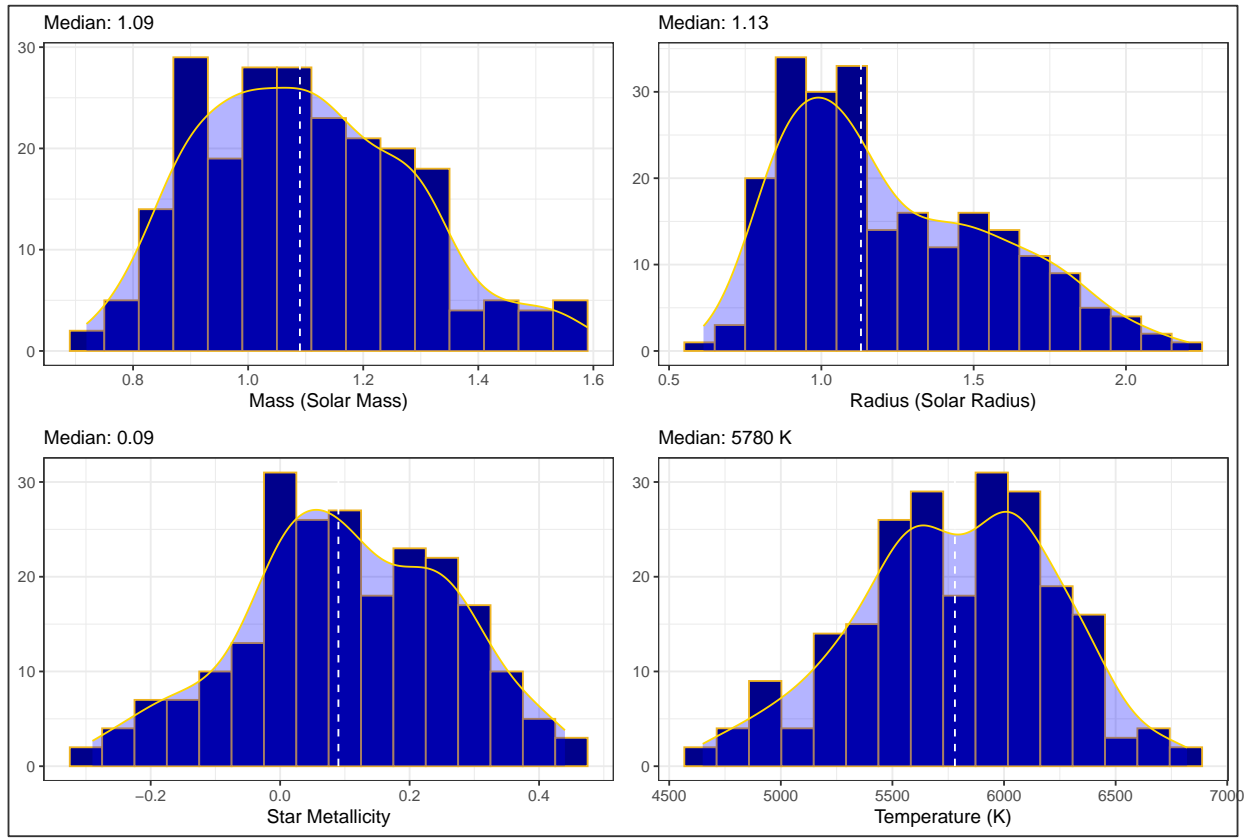 Median: 1.09
30
20
10
0
0.8 1.0 1.2 1.4 1.6
Mass (Solar Mass)
Median: 1.13
30
20
10
0
0.5 1.0 1.5 2.0
Radius (Solar Radius)
Median: 0.09
30
20
10
0
−0.2 0.0 0.2 0.4
Star Metallicity
Median: 5780 K
30
20
10
0
4500 5000 5500 6000 6500 7000
Temperature (K)